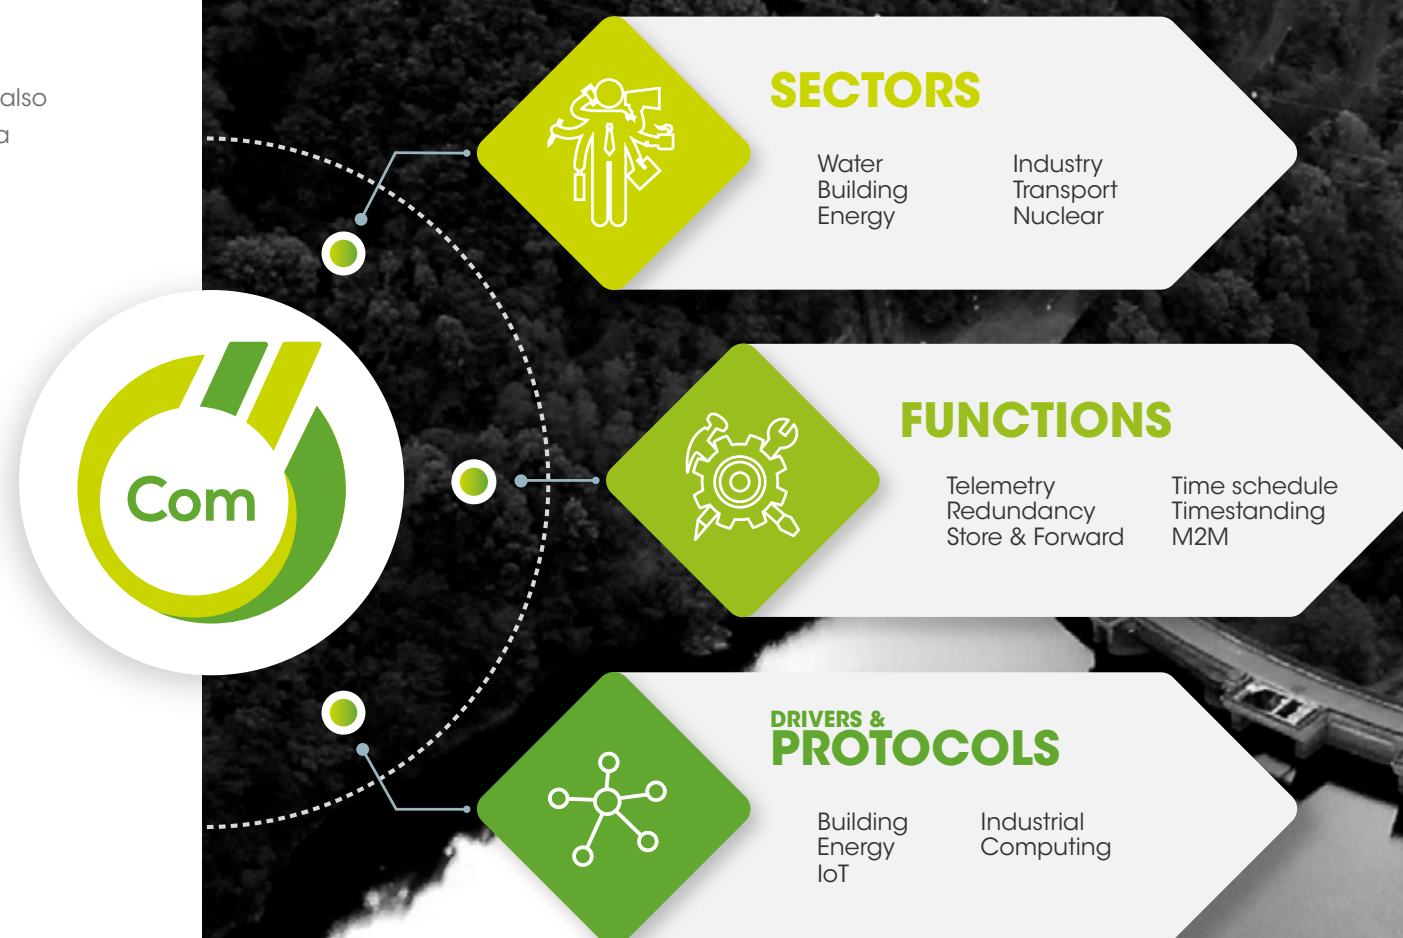 also
a
SECTORS
Water
Building
Energy
Industry
Transport
Nuclear
Com
FUNCTIONS
Telemetry
Redundancy
Store & Forward
Time schedule
Timestanding
M2M
DRIVERS &
PROTOCOLS
Building
Energy
IoT
Industrial
Computing